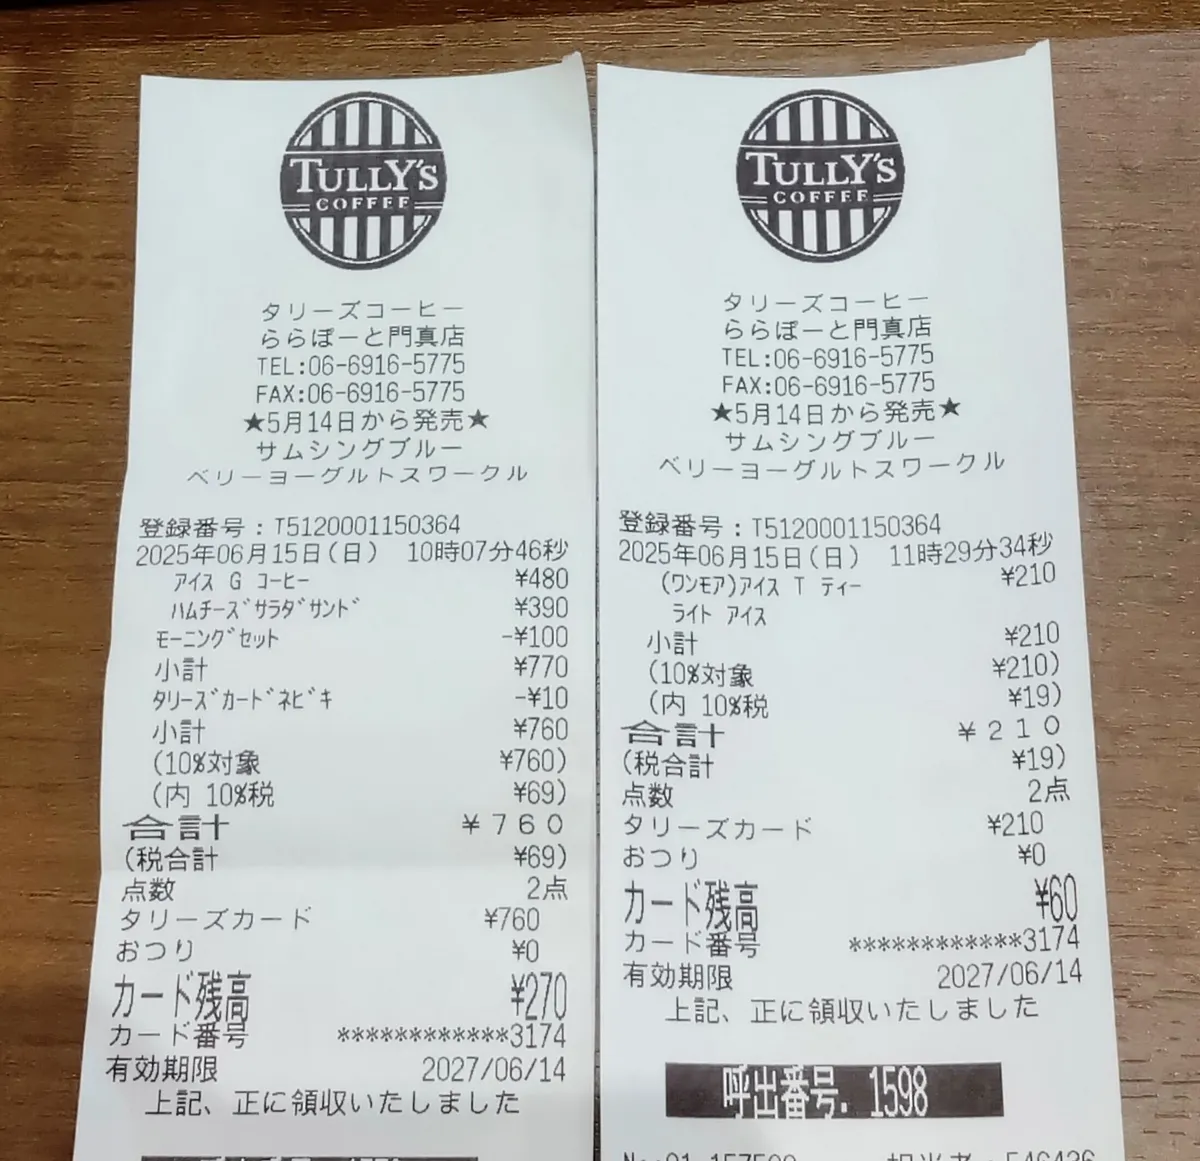 TULLY'S
COFFEE
タリーズコーヒー
ららぽーと門真店
TEL:06-6916-5775
FAX:06-6916-5775
★5月14日から発売★
サムシングブルー
ベリーヨーグルトスワークル
登録番号:T5120001150364
2025年06月15日(日) 10時07分46秒
アイス G コーヒー ¥480
ハムチーズサラダサンド ¥390
モーニングセット -¥100
小計 ¥770
タリーズカードネビキ -¥10
小計 ¥760
(10%対象 ¥760)
(内 10%税 ¥69)
合計 ¥760
(税合計 ¥69)
点数 2点
タリーズカード ¥760
おつり ¥0
カード残高 ¥270
カード番号 ************3174
有効期限 2027/06/14
上記、正に領収いたしました
TULLY'S
COFFEE
タリーズコーヒー
ららぽーと門真店
TEL:06-6916-5775
FAX:06-6916-5775
★5月14日から発売★
サムシングブルー
ベリーヨーグルトスワークル
登録番号:T5120001150364
2025年06月15日(日) 11時29分34秒
(ワンモア)アイス T ティー ¥210
ライト アイス
小計 ¥210
(10%対象 ¥210)
(内 10%税 ¥19)
合計 ¥210
(税合計 ¥19)
点数 2点
タリーズカード ¥210
おつり ¥0
カード残高 ¥60
カード番号 ************3174
有効期限 2027/06/14
上記、正に領収いたしました
呼出番号. 1598